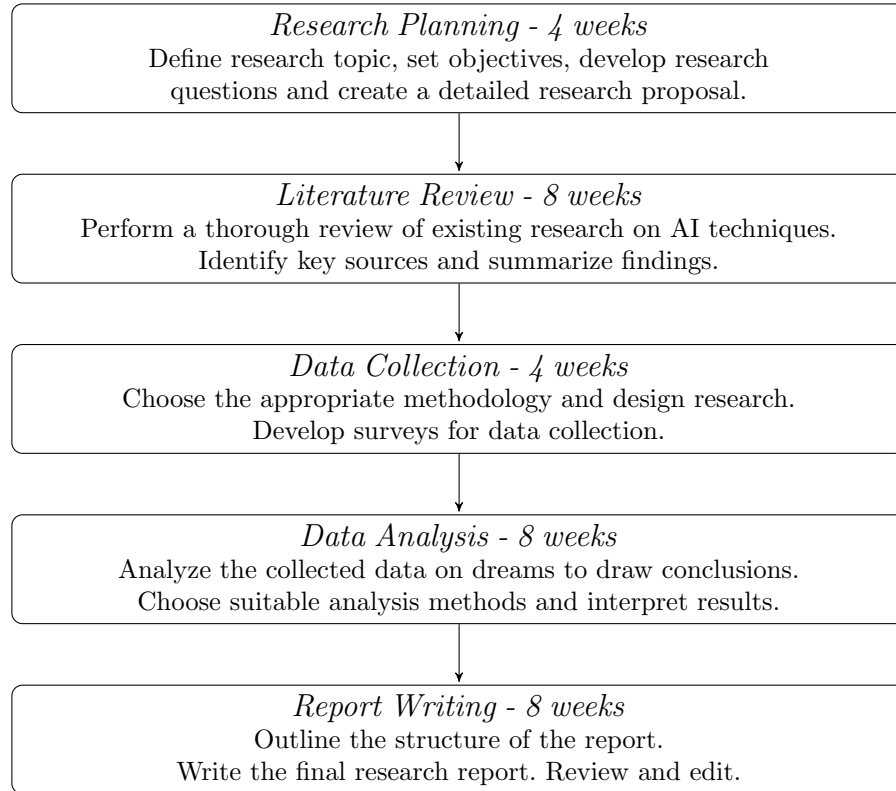 Research Planning - 4 weeks
Define research topic, set objectives, develop research
questions and create a detailed research proposal.
Literature Review - 8 weeks
Perform a thorough review of existing research on AI techniques.
Identify key sources and summarize findings.
Data Collection - 4 weeks
Choose the appropriate methodology and design research.
Develop surveys for data collection.
Data Analysis - 8 weeks
Analyze the collected data on dreams to draw conclusions.
Choose suitable analysis methods and interpret results.
Report Writing - 8 weeks
Outline the structure of the report.
Write the final research report. Review and edit.